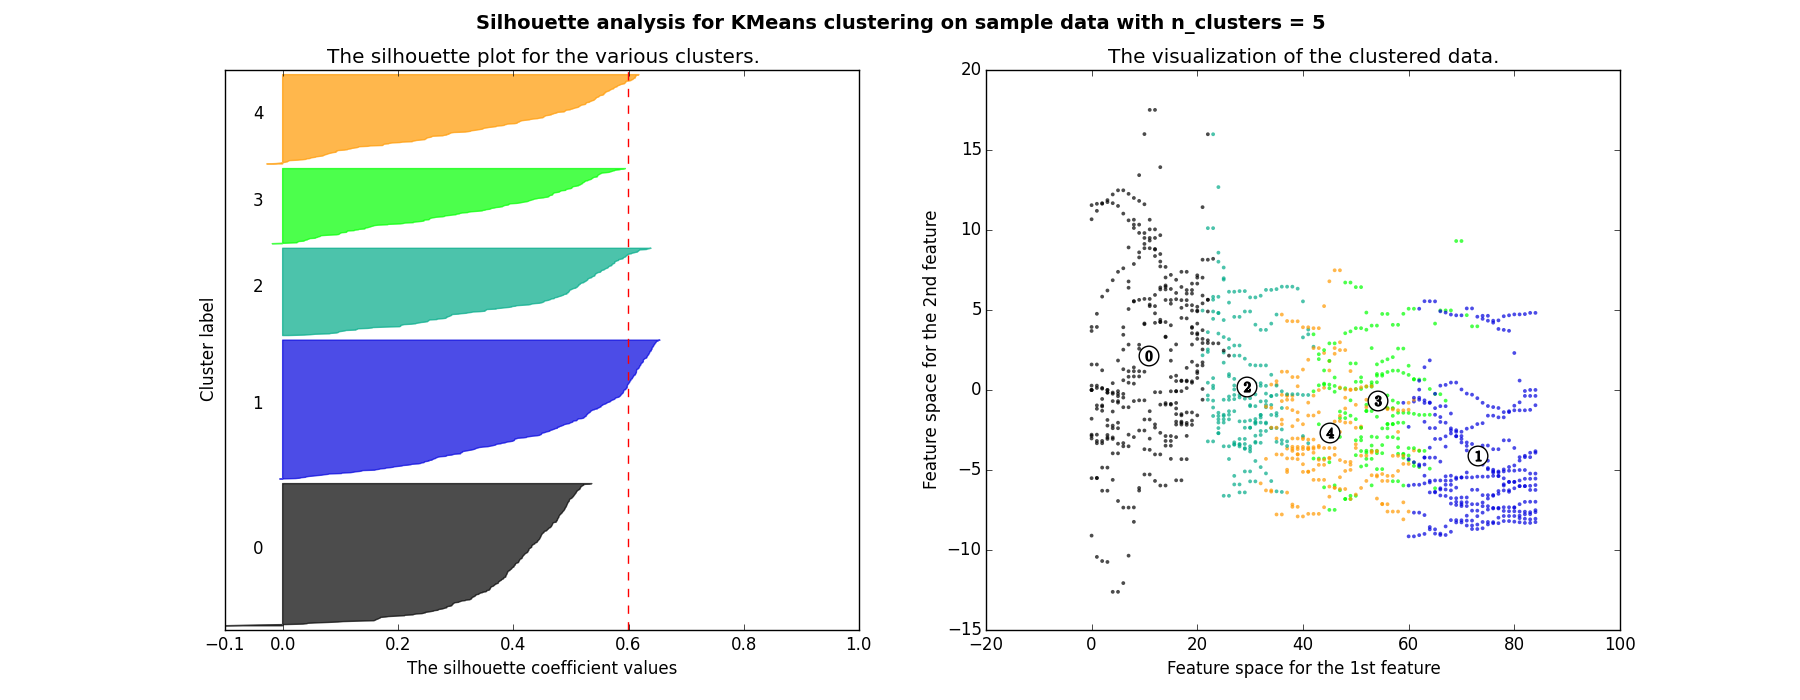 Silhouette analysis for KMeans clustering on sample data with n_clusters = 5
The silhouette plot for the various clusters.
Cluster label
4
3
2
1
0
−0.1 0.0 0.2 0.4 0.6 0.8 1.0
The silhouette coefficient values
The visualization of the clustered data.
Feature space for the 2nd feature
20
15
10
5
0
−5
−10
−15
0
2
3
4
1
−20 0 20 40 60 80 100
Feature space for the 1st feature